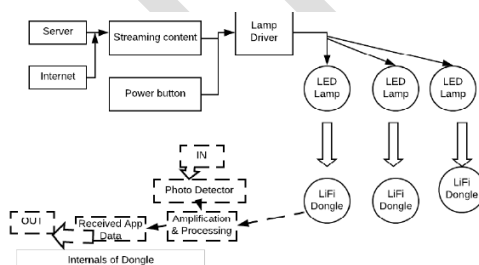 Server
Internet
Streaming content
Power button
Lamp
Driver
LED
Lamp
LED
Lamp
LED
Lamp
LiFi
Dongle
LiFi
Dongle
LiFi
Dongle
IN
Photo Detector
Amplification
& Processing
Received App
Data
OUT
Internals of Dongle